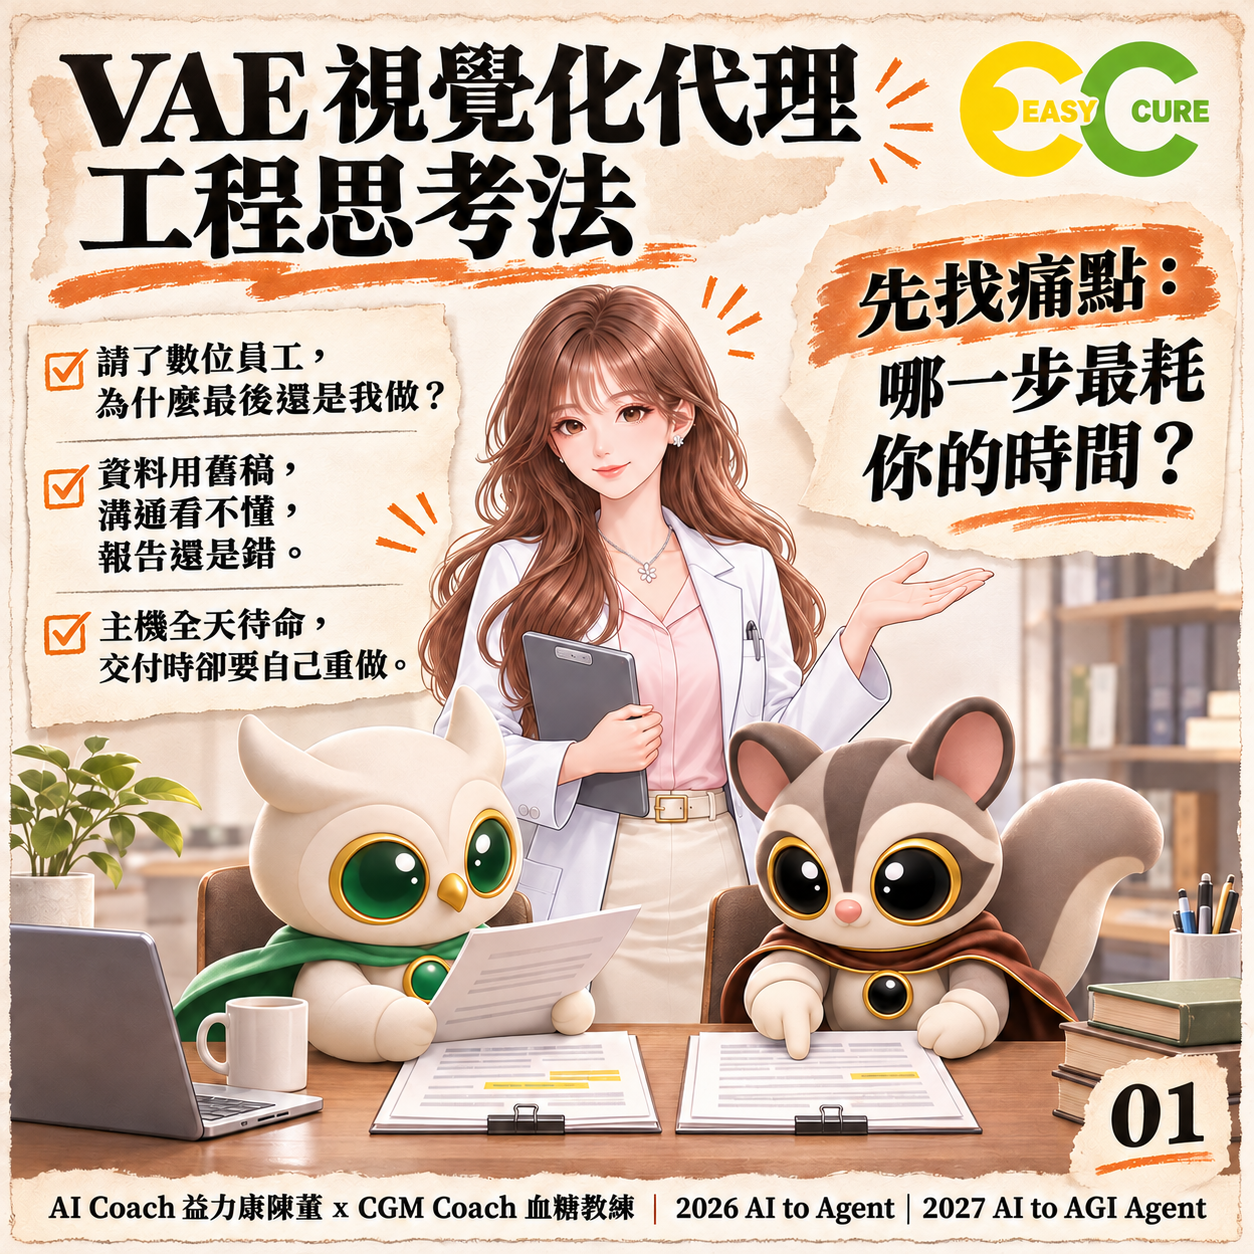 VAE 視覺化代理
工程思考法
EASY CURE
先找痛點：
哪一步最耗
你的時間？
請了數位員工，
為什麼最後還是我做？
資料用舊稿，
溝通看不懂，
報告還是錯。
主機全天待命，
交付時卻要自己重做。
01
AI Coach 益力康陳董 x CGM Coach 血糖教練 | 2026 AI to Agent | 2027 AI to AGI Agent